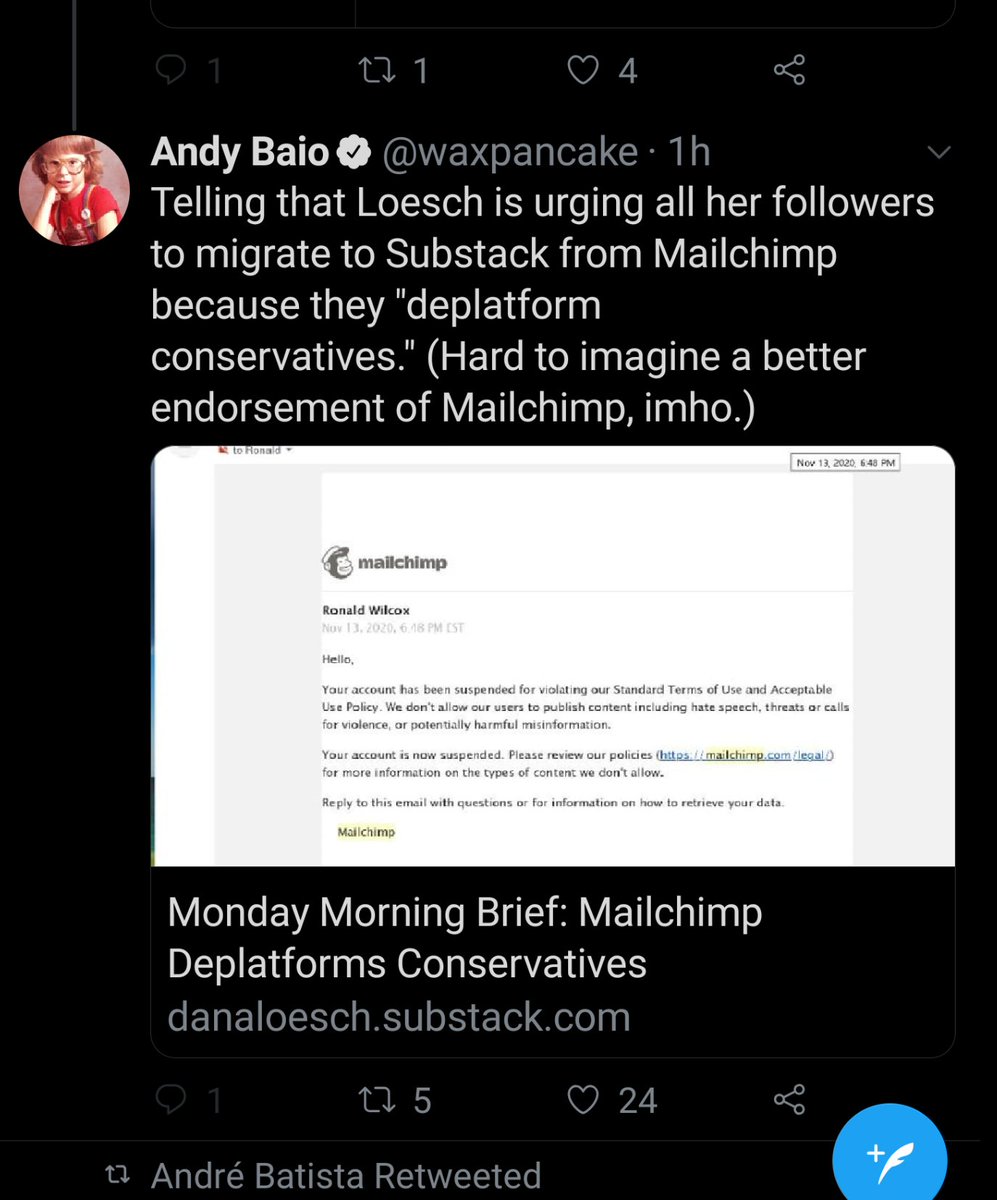 1 1 4
Andy Baio @waxpancake · 1h
Telling that Loesch is urging all her followers
to migrate to Substack from Mailchimp
because they "deplatform
conservatives." (Hard to imagine a better
endorsement of Mailchimp, imho.)
to Ronald
Nov 13, 2020, 6:48 PM
mailchimp
Ronald Wilcox
Nov 13, 2020, 6:48 PM EST
Hello,
Your account has been suspended for violating our Standard Terms of Use and Acceptable
Use Policy. We don't allow our users to publish content including hate speech, threats or calls
for violence, or potentially harmful misinformation.
Your account is now suspended. Please review our policies (https://mailchimp.com/legal/)
for more information on the types of content we don't allow.
Reply to this email with questions or for information on how to retrieve your data.
Mailchimp
Monday Morning Brief: Mailchimp
Deplatforms Conservatives
danaloesch.substack.com
1 5 24
André Batista Retweeted